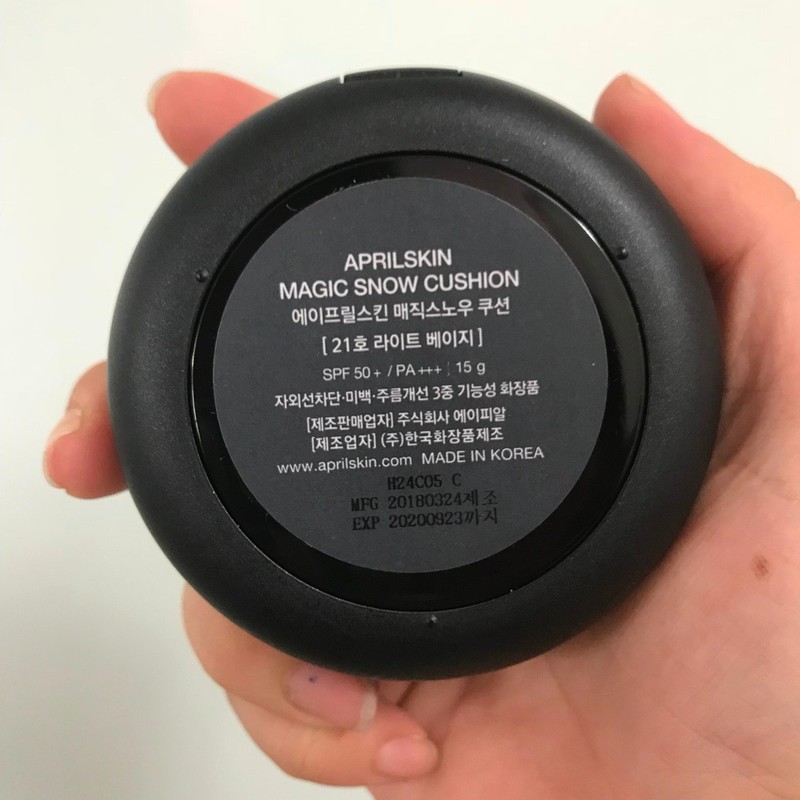 APRILSKIN
MAGIC SNOW CUSHION
에이프릴스킨 매직스노우 쿠션
[ 21호 라이트 베이지 ]
SPF 50+ / PA+++ | 15 g
자외선차단·미백·주름개선 3중 기능성 화장품
[제조판매업자] 주식회사 에이피알
[제조업자] (주)한국화장품제조
www.aprilskin.com MADE IN KOREA
H24C05 C
MFG 20180324제조
EXP 20200923까지